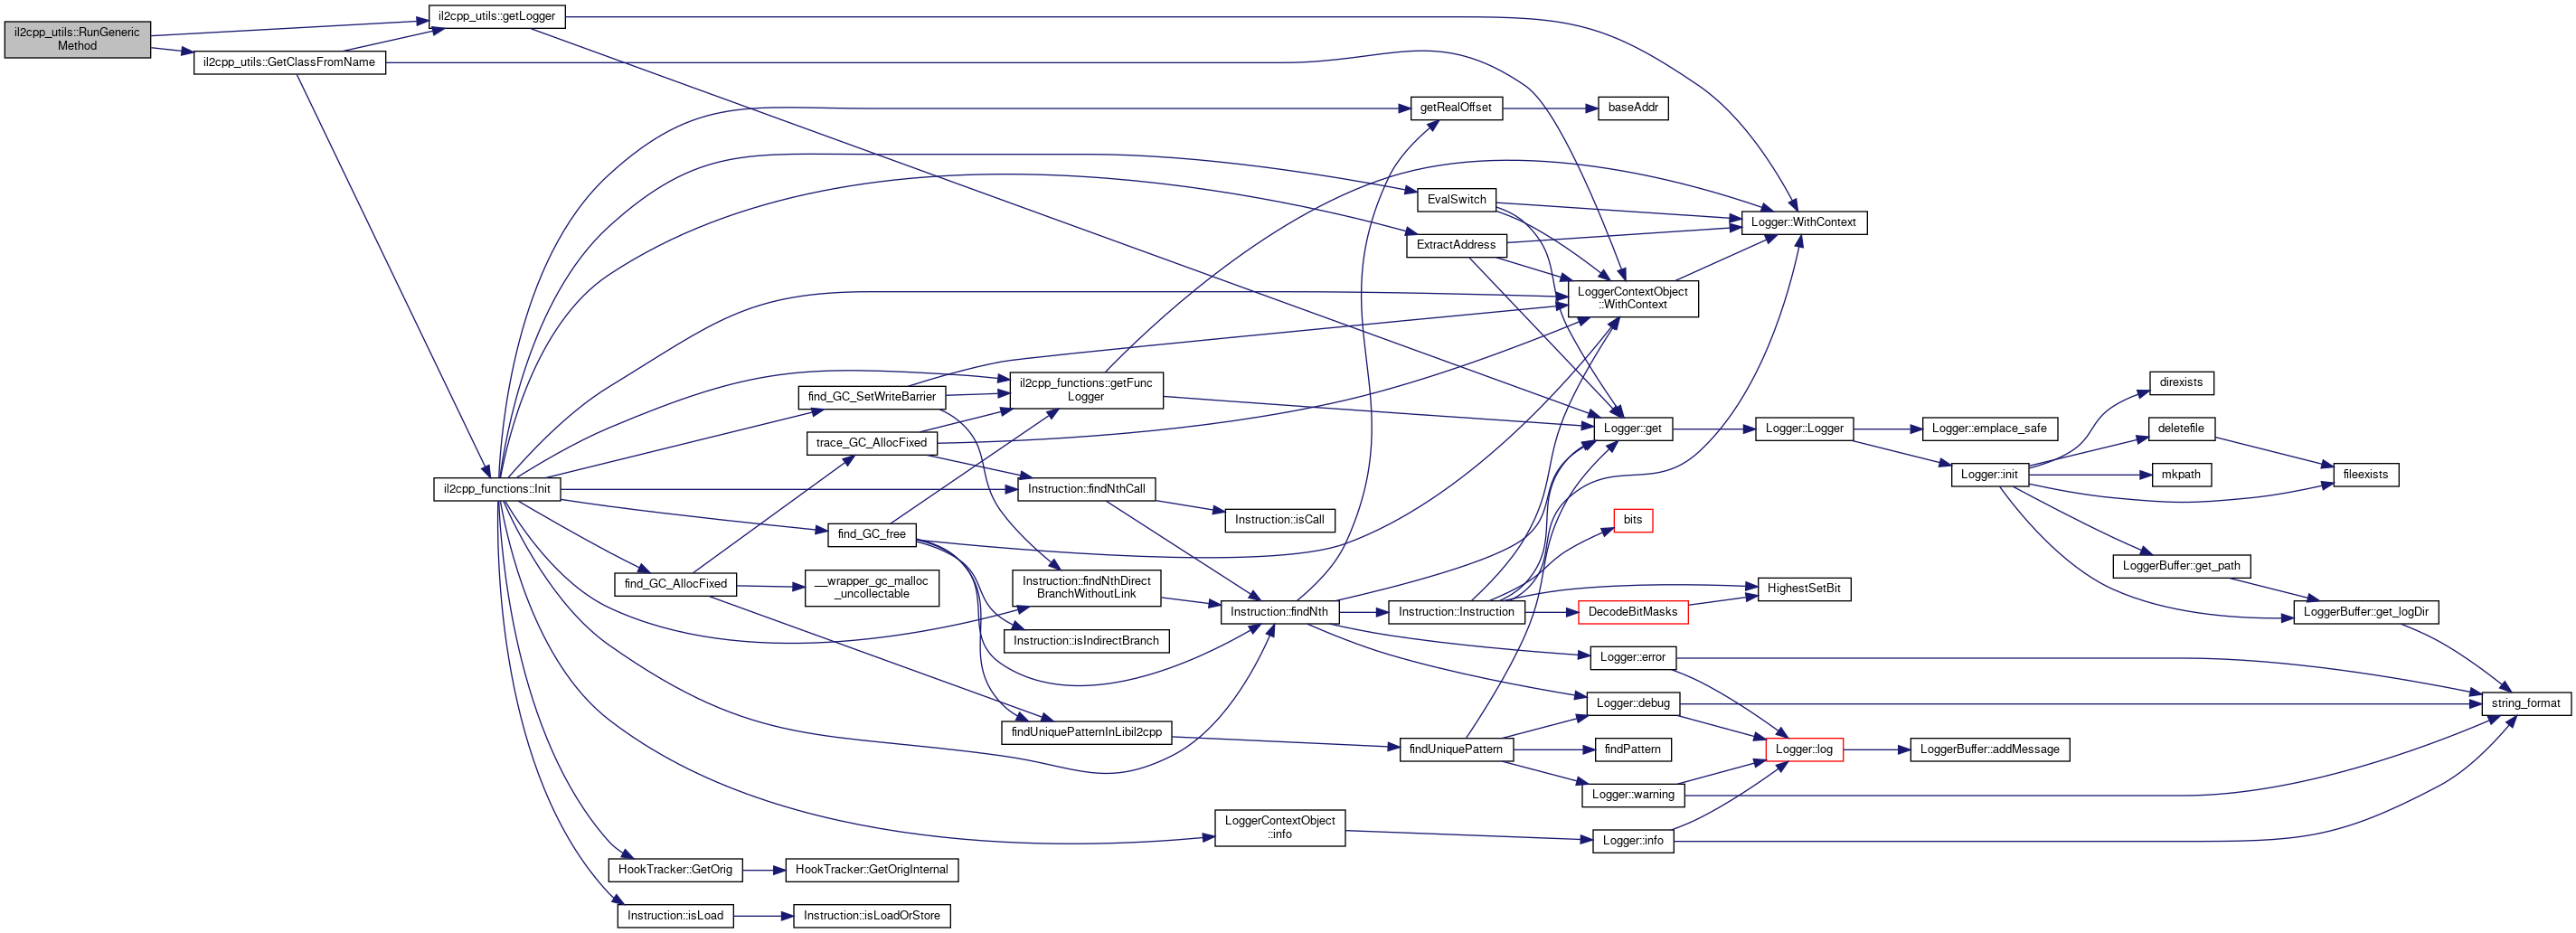 il2cpp_utils::RunGeneric
Method
il2cpp_utils::getLogger
il2cpp_utils::GetClassFromName
il2cpp_functions::Init
getRealOffset
baseAddr
EvalSwitch
ExtractAddress
Logger::WithContext
LoggerContextObject
::WithContext
find_GC_SetWriteBarrier
il2cpp_functions::getFunc
Logger
trace_GC_AllocFixed
Logger::get
Logger::Logger
Logger::emplace_safe
Logger::init
direxists
deletefile
mkpath
fileexists
Instruction::findNthCall
Instruction::isCall
find_GC_free
bits
find_GC_AllocFixed
__wrapper_gc_malloc
_uncollectable
Instruction::findNthDirect
BranchWithoutLink
Instruction::isIndirectBranch
Instruction::findNth
Instruction::Instruction
DecodeBitMasks
HighestSetBit
LoggerBuffer::get_path
LoggerBuffer::get_logDir
Logger::error
Logger::debug
string_format
findUniquePatternInLibil2cpp
findUniquePattern
findPattern
Logger::log
LoggerBuffer::addMessage
Logger::warning
LoggerContextObject
::info
Logger::info
HookTracker::GetOrig
HookTracker::GetOrigInternal
Instruction::isLoad
Instruction::isLoadOrStore